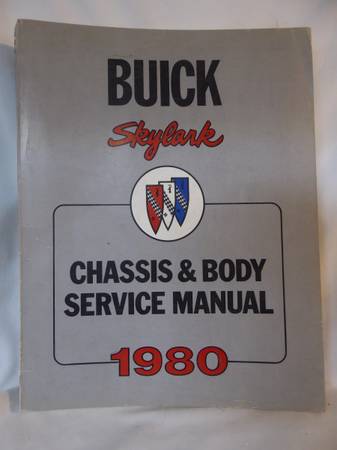 BUICK
Skylark
CHASSIS & BODY
SERVICE MANUAL
1980